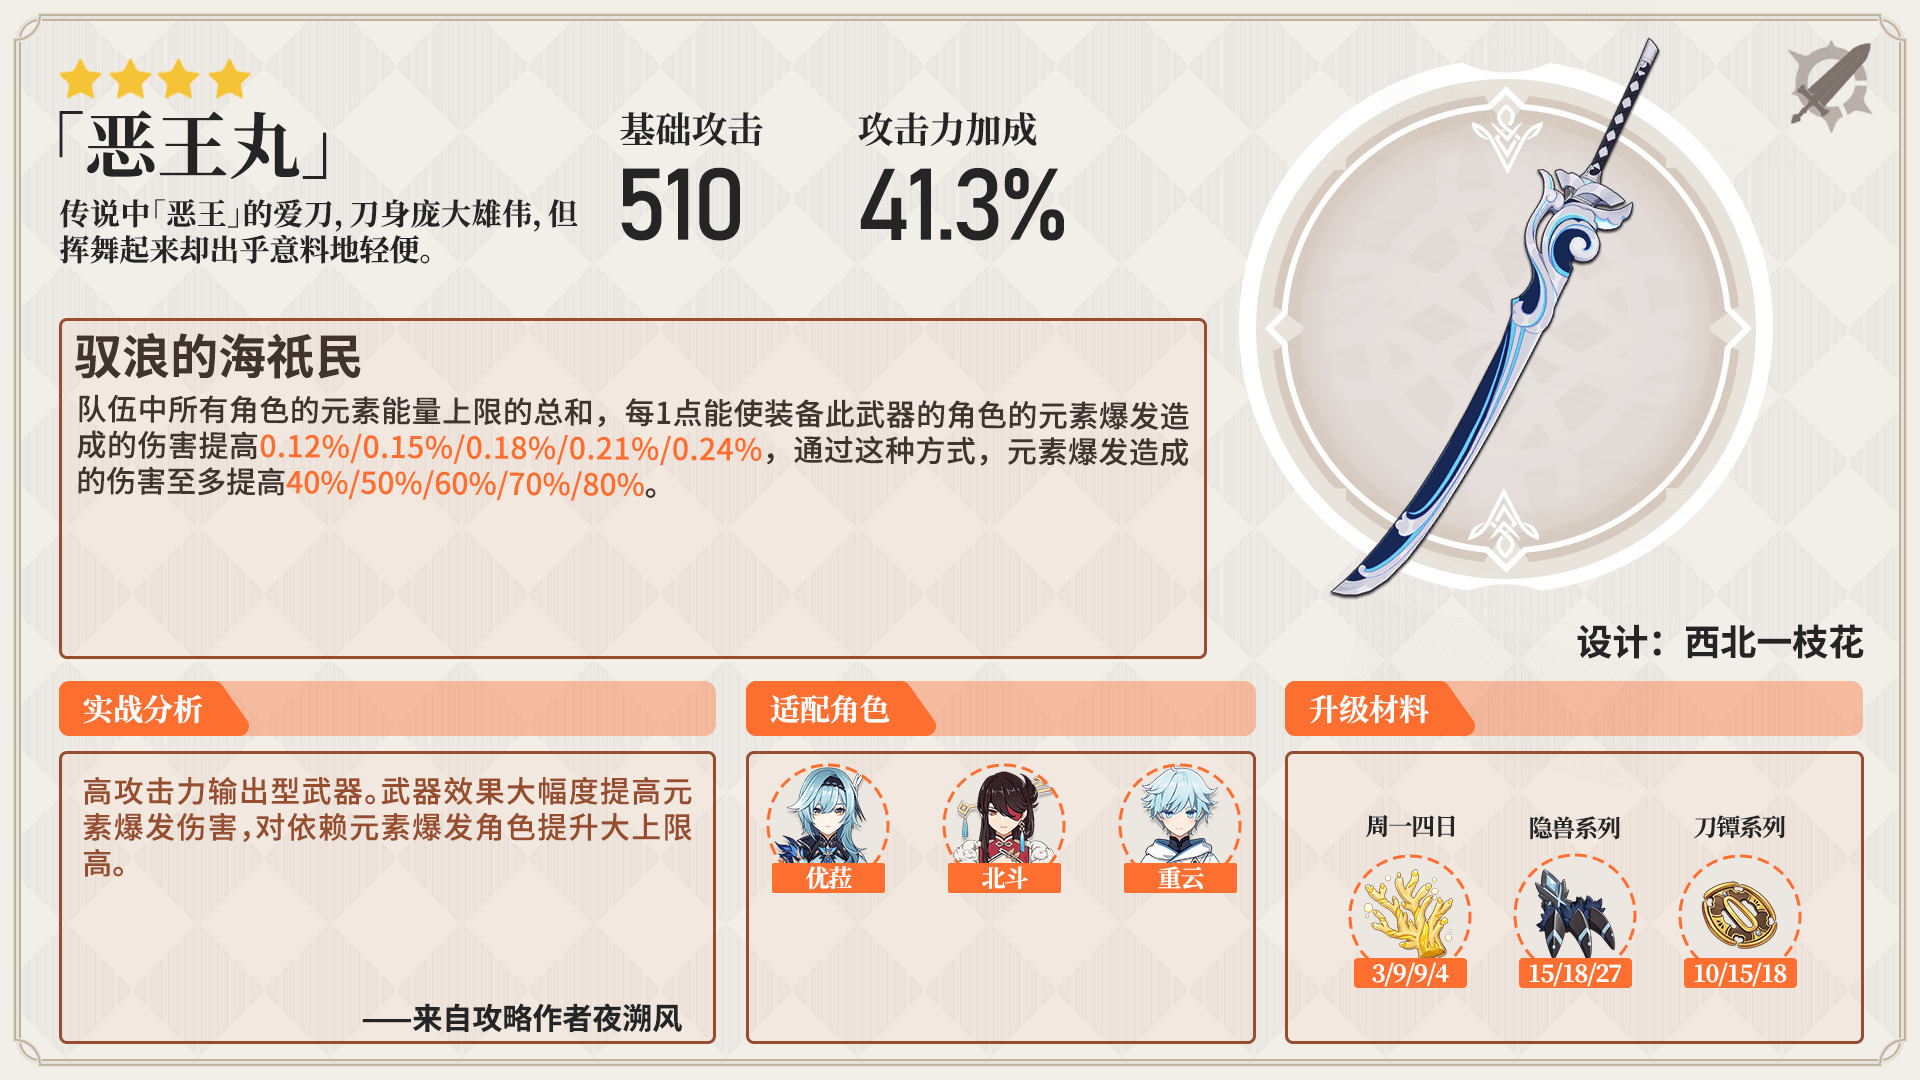 「恶王丸」
传说中「恶王」的爱刀，刀身庞大雄伟，但
挥舞起来却出乎意料地轻便。
基础攻击
510
攻击力加成
41.3%
驭浪的海祇民
队伍中所有角色的元素能量上限的总和，每1点能使装备此武器的角色的元素爆发造
成的伤害提高0.12%/0.15%/0.18%/0.21%/0.24%，通过这种方式，元素爆发造成
的伤害至多提高40%/50%/60%/70%/80%。
设计：西北一枝花
实战分析
高攻击力输出型武器。武器效果大幅度提高元
素爆发伤害，对依赖元素爆发角色提升大上限
高。
——来自攻略作者夜溯风
适配角色
优菈
北斗
重云
升级材料
周一四日
隐兽系列
刀镡系列
3/9/9/4
15/18/27
10/15/18